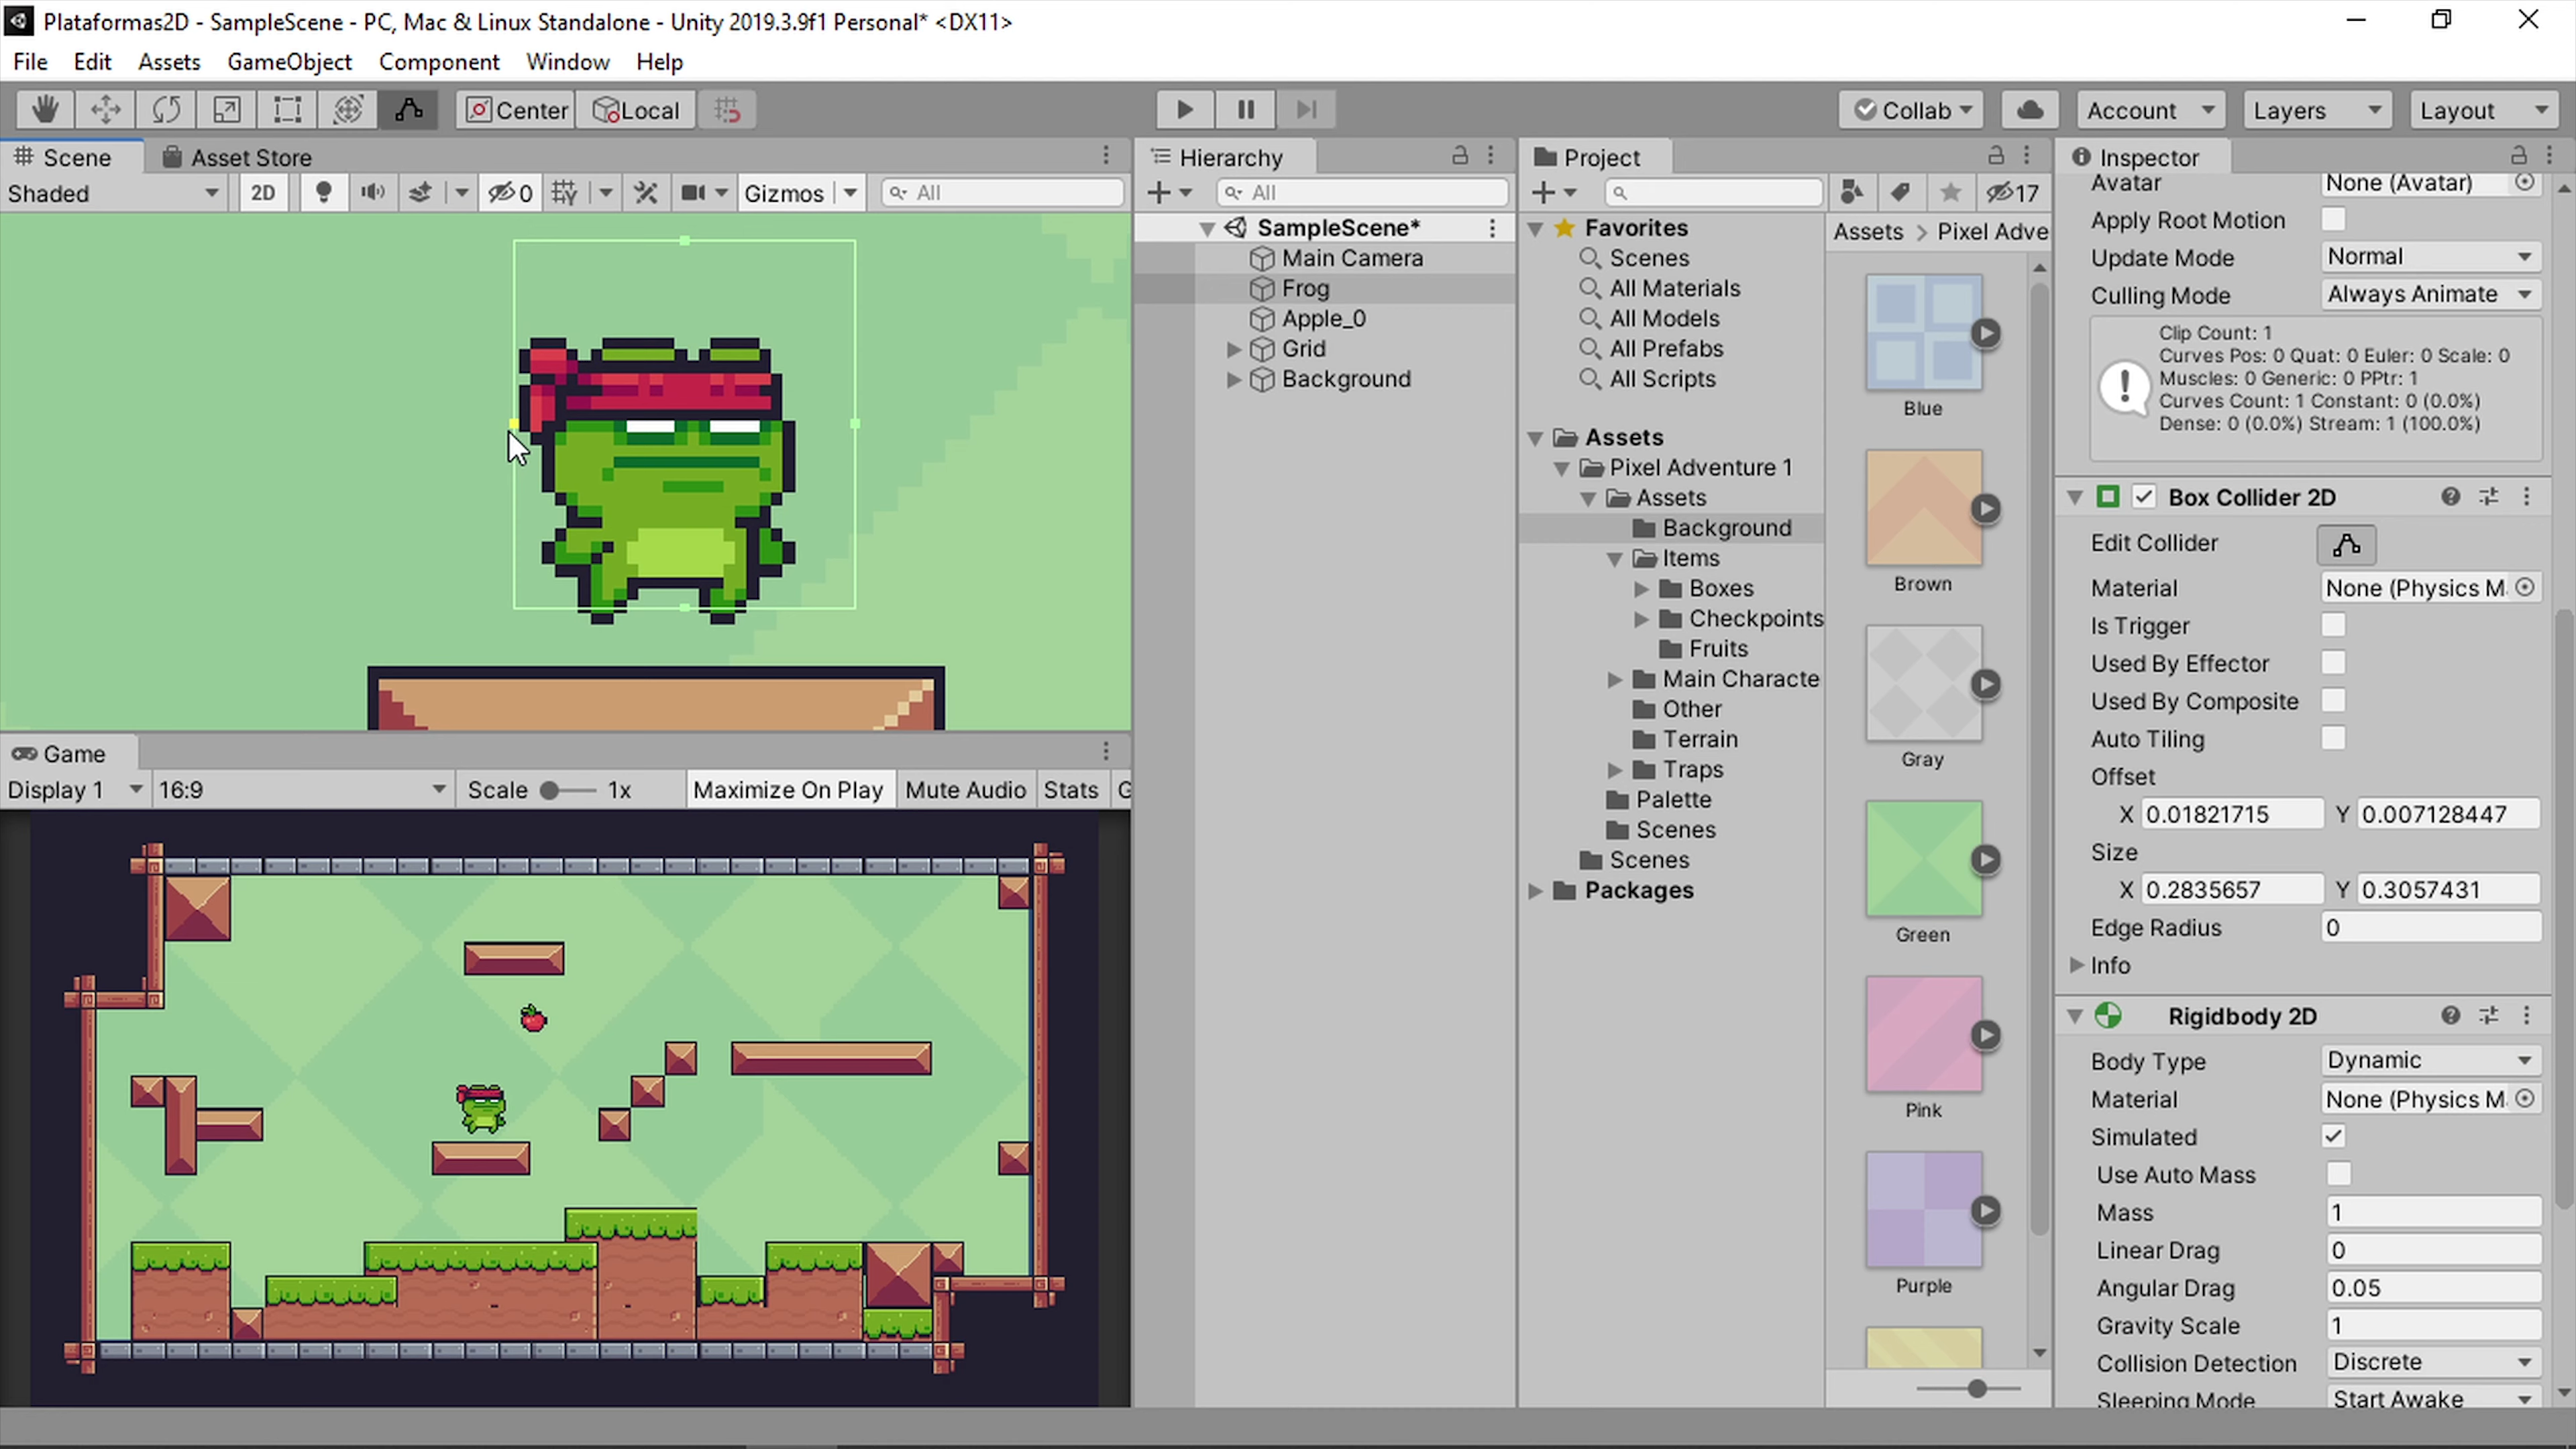 Plataformas2D - SampleScene - PC, Mac & Linux Standalone - Unity 2019.3.9f1 Personal* <DX11>
File Edit Assets GameObject Component Window Help
Center Local Collab Account Layers Layout
Scene Asset Store
Shaded 2D 0 Gizmos All
Game
Display 1 16:9 Scale 1x Maximize On Play Mute Audio Stats G
Hierarchy
All
SampleScene*
Main Camera
Frog
Apple_0
Grid
Background
Project
17
Favorites
Scenes
All Materials
All Models
All Prefabs
All Scripts
Assets
Pixel Adventure 1
Assets
Background
Items
Boxes
Checkpoints
Fruits
Main Characte
Other
Terrain
Traps
Palette
Scenes
Scenes
Packages
Assets > Pixel Adve
Blue
Brown
Gray
Green
Pink
Purple
Inspector
Avatar None (Avatar)
Apply Root Motion
Update Mode Normal
Culling Mode Always Animate
Clip Count: 1
Curves Pos: 0 Quat: 0 Euler: 0 Scale: 0
Muscles: 0 Generic: 0 PPtr: 1
Curves Count: 1 Constant: 0 (0.0%)
Dense: 0 (0.0%) Stream: 1 (100.0%)
Box Collider 2D
Edit Collider
Material None (Physics M
Is Trigger
Used By Effector
Used By Composite
Auto Tiling
Offset
X 0.01821715 Y 0.007128447
Size
X 0.2835657 Y 0.3057431
Edge Radius 0
Info
Rigidbody 2D
Body Type Dynamic
Material None (Physics M
Simulated
Use Auto Mass
Mass 1
Linear Drag 0
Angular Drag 0.05
Gravity Scale 1
Collision Detection Discrete
Sleeping Mode Start Awake